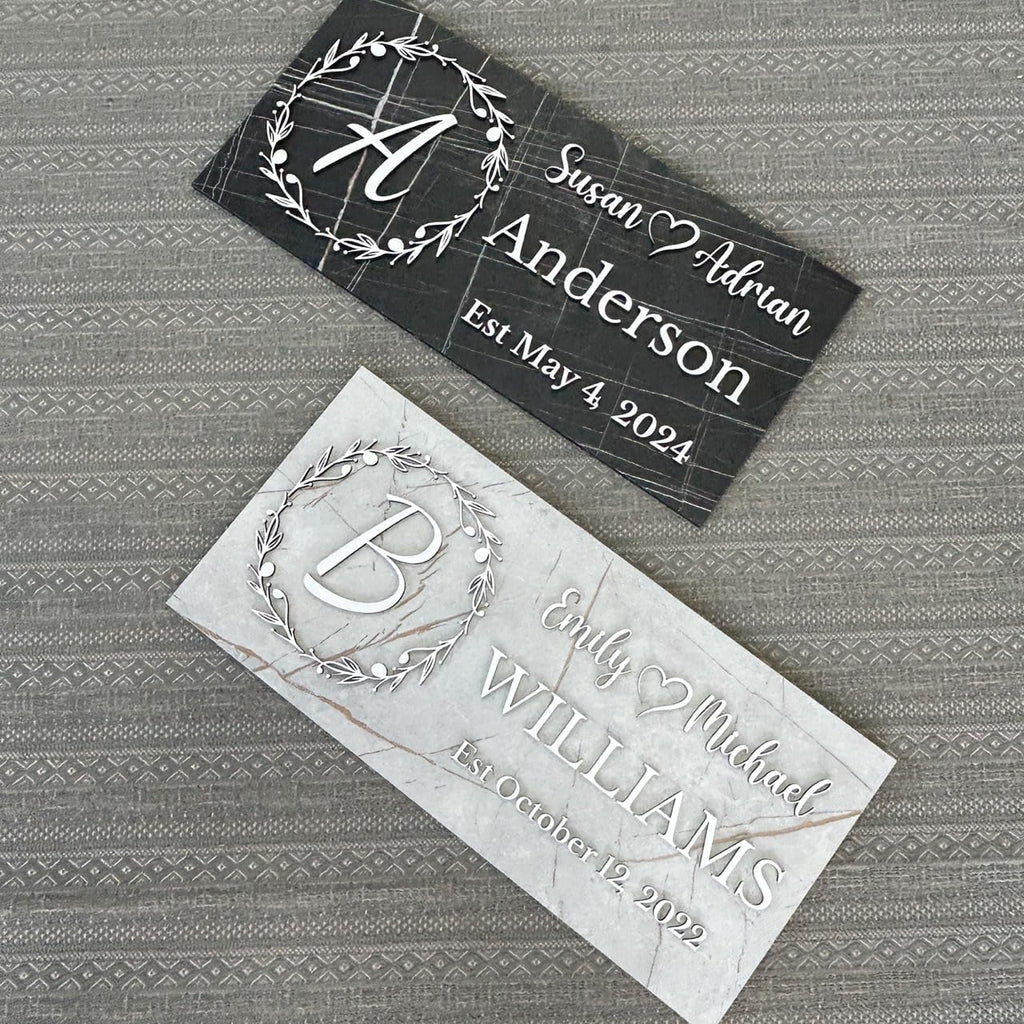 A
Susan Adrian
Anderson
Est May 4, 2024
B
Emily Michael
WILLIAMS
Est October 12, 2022